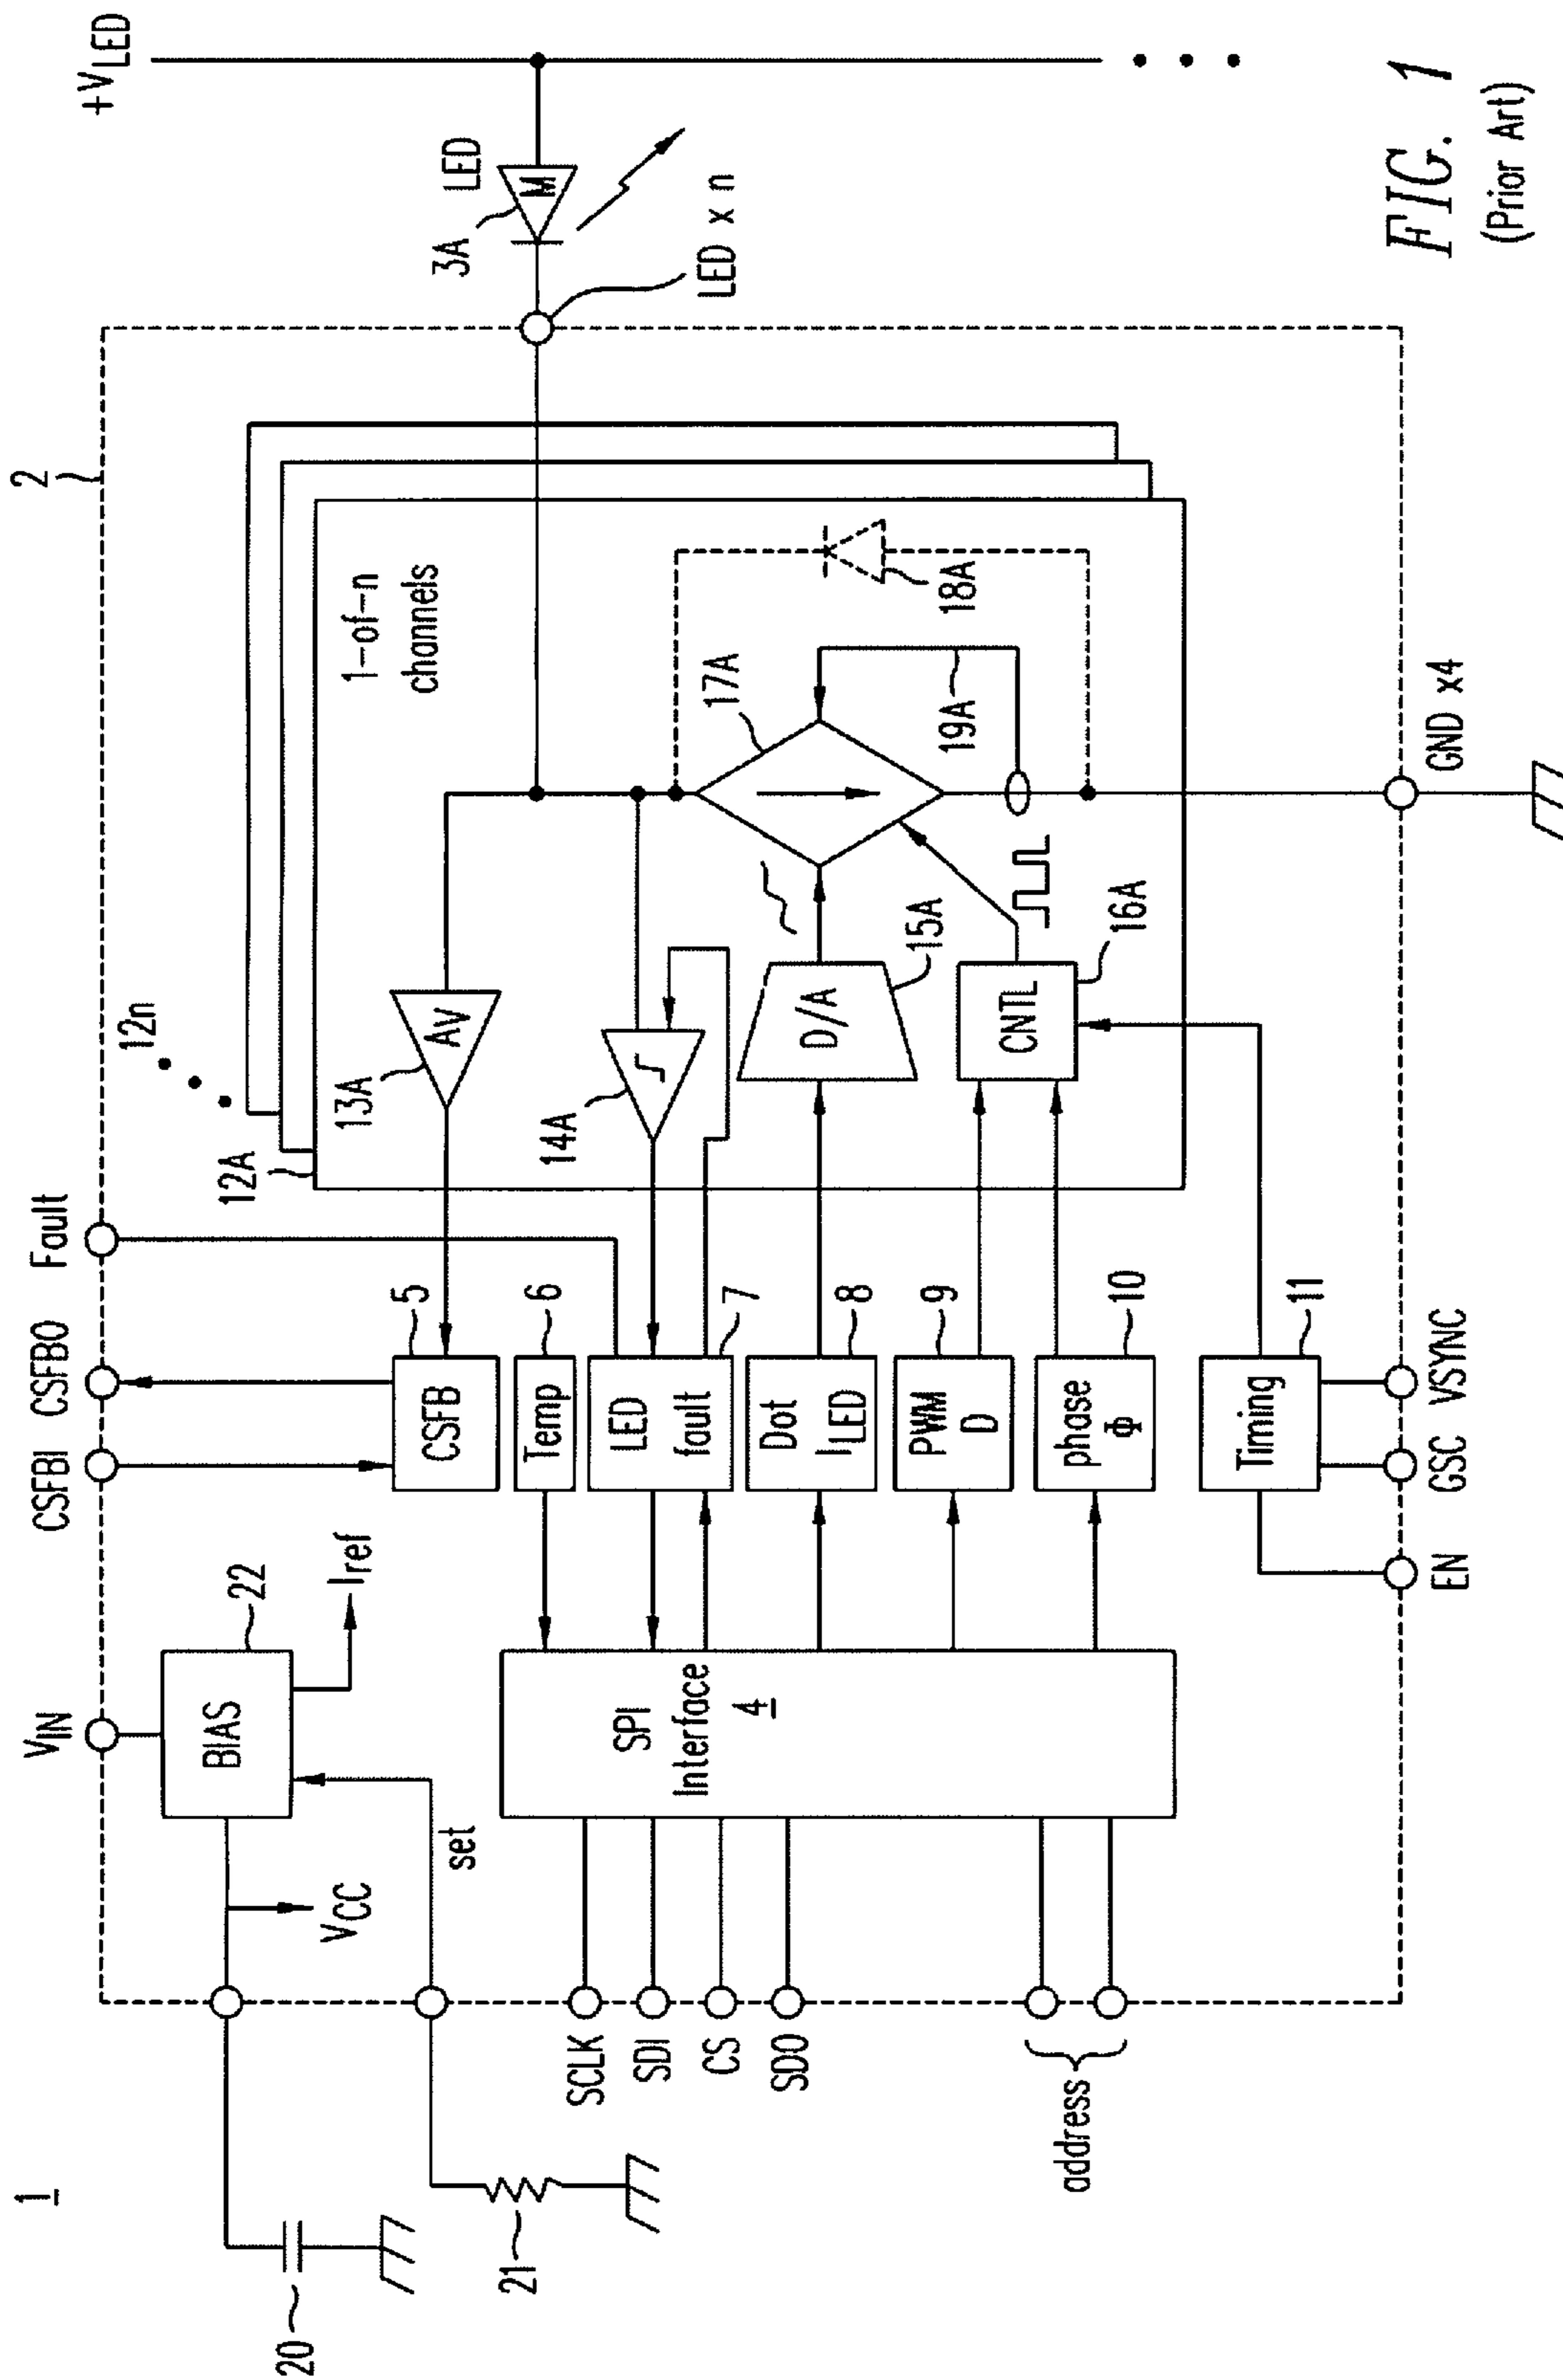 1
2
+VLED
VIN
CSFBI
CSFBO
Fault
12n
12A
BIAS
22
Iref
VCC
set
20
21
CSFB
5
Temp
6
LED
fault
7
Dot
ILED
8
PWM
D
9
phase
Φ
10
Timing
11
SPI
Interface
4
SCLK
SDI
CS
SDO
address
EN
GSC
VSYNC
1-of-n
channels
AV
13A
14A
D/A
15A
CNTL
16A
17A
18A
19A
LED
M
3A
LED x n
GND x4
FIG. 1
(Prior Art)